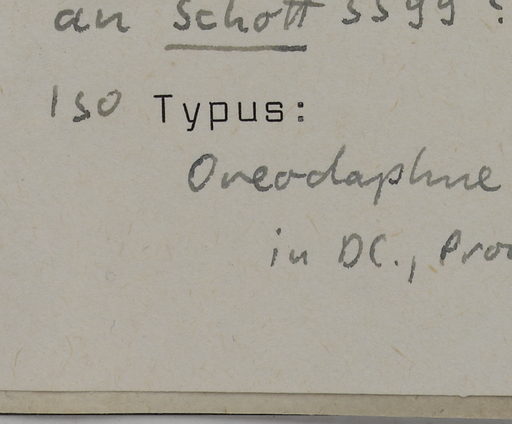 an Schott 5599?
Iso Typus:
Oreodaphne
in DC., Pro